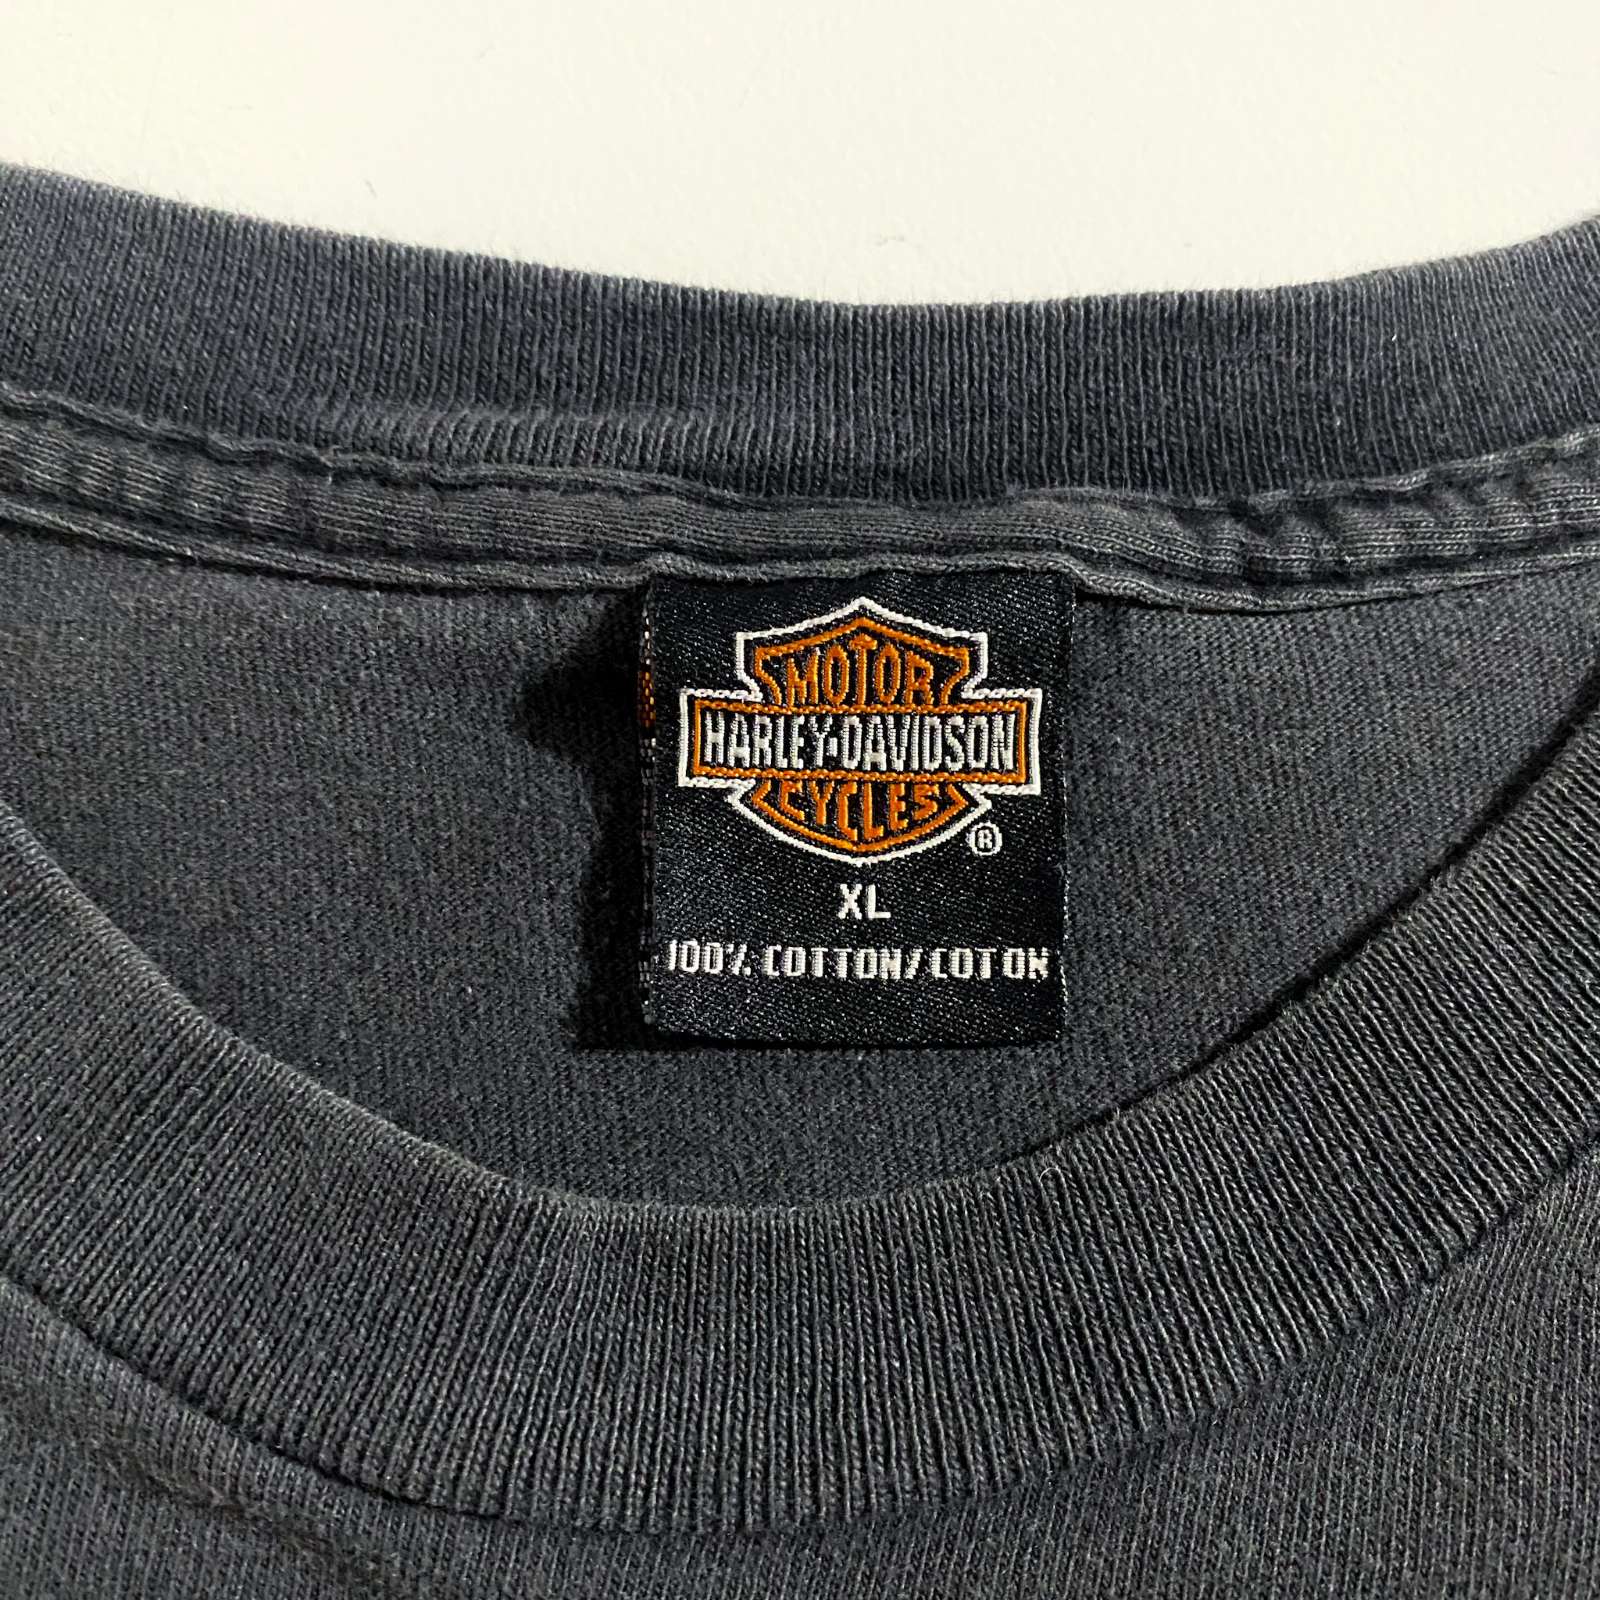 MOTOR
HARLEY-DAVIDSON
CYCLES
®
XL
100% COTTON/COTON